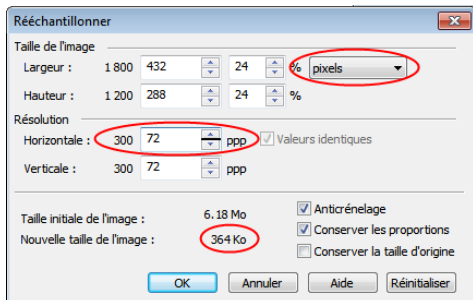 Rééchantillonner
Taille de l'image
Largeur : 1 800 432 24 % pixels
Hauteur : 1 200 288 24 %
Résolution
Horizontale : 300 72 ppp Valeurs identiques
Verticale : 300 72 ppp
Taille initiale de l'image : 6.18 Mo Anticrénelage
Nouvelle taille de l'image : 364 Ko Conserver les proportions
Conserver la taille d'origine
OK Annuler Aide Réinitialiser